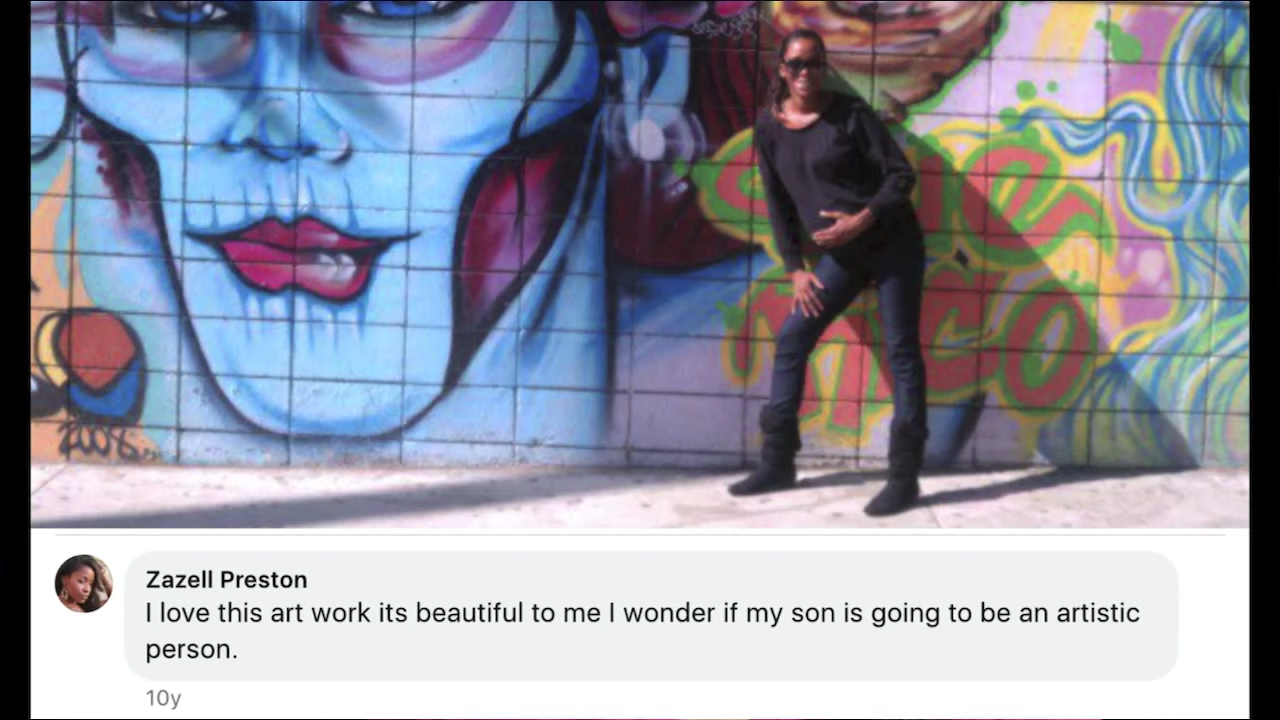 2008
Zazell Preston
I love this art work its beautiful to me I wonder if my son is going to be an artistic
person.
10y